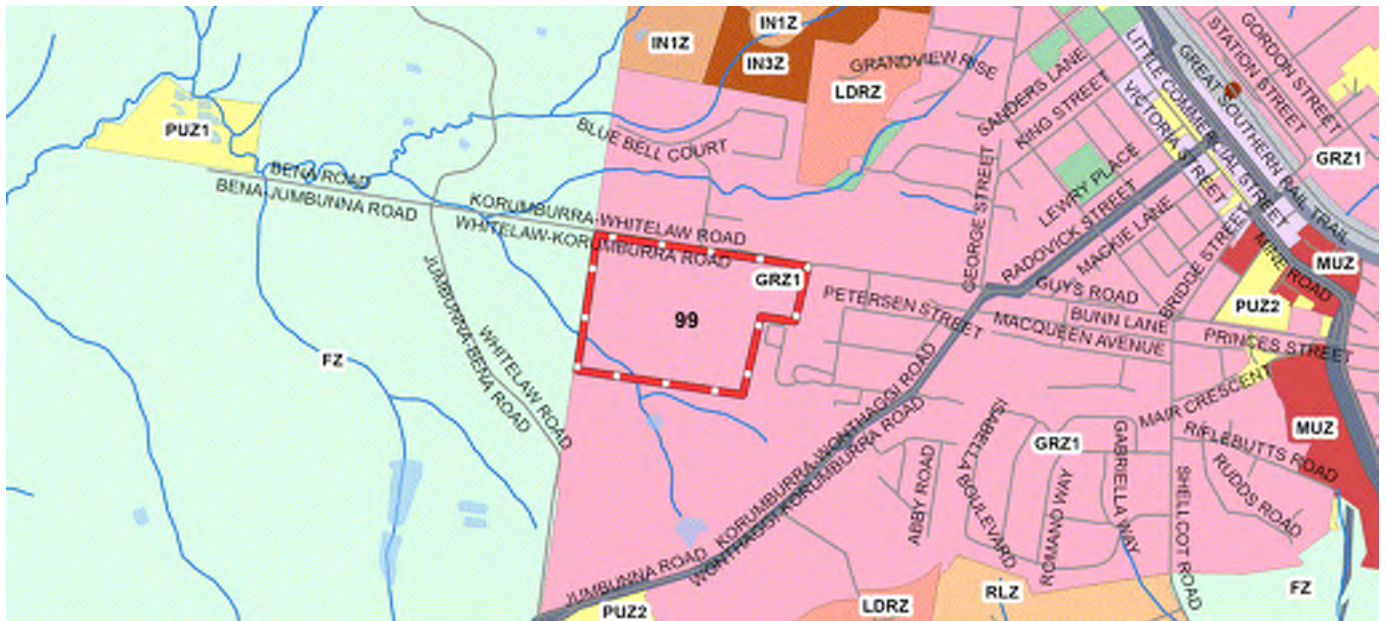 IN1Z
IN1Z
IN3Z
GRANDVIEW RISE
LDRZ
SANDERS LANE
KING STREET
LITTLE COMMERCIAL STREET
VICTORIA STREET
GREAT SOUTHERN RAIL TRAIL
STATION STREET
GORDON STREET
GRZ1
PUZ1
BLUE BELL COURT
BENA ROAD
BENA-JUMBUNNA ROAD
KORUMBURRA-WHITELAW ROAD
WHITELAW-KORUMBURRA ROAD
GEORGE STREET
LEWRY PLACE
RADOVICK STREET
MACKIE LANE
BRIDGE STREET
MINE ROAD
MUZ
PUZ2
GRZ1
99
GUYS ROAD
PETERSEN STREET
BUNN LANE
MACQUEEN AVENUE
PRINCES STREET
JUMBUNNA-BENA ROAD
WHITELAW ROAD
FZ
MAIR CRESCENT
MUZ
RIFLEBUTTS ROAD
RUDDS ROAD
GRZ1
ISABELLA BOULEVARD
GABRIELLA WAY
ROMANO WAY
ABBY ROAD
SHELLCOT ROAD
KORUMBURRA-WONTHAGGI ROAD
WONTHAGGI-KORUMBURRA ROAD
JUMBUNNA ROAD
PUZ2
LDRZ
RLZ
FZ